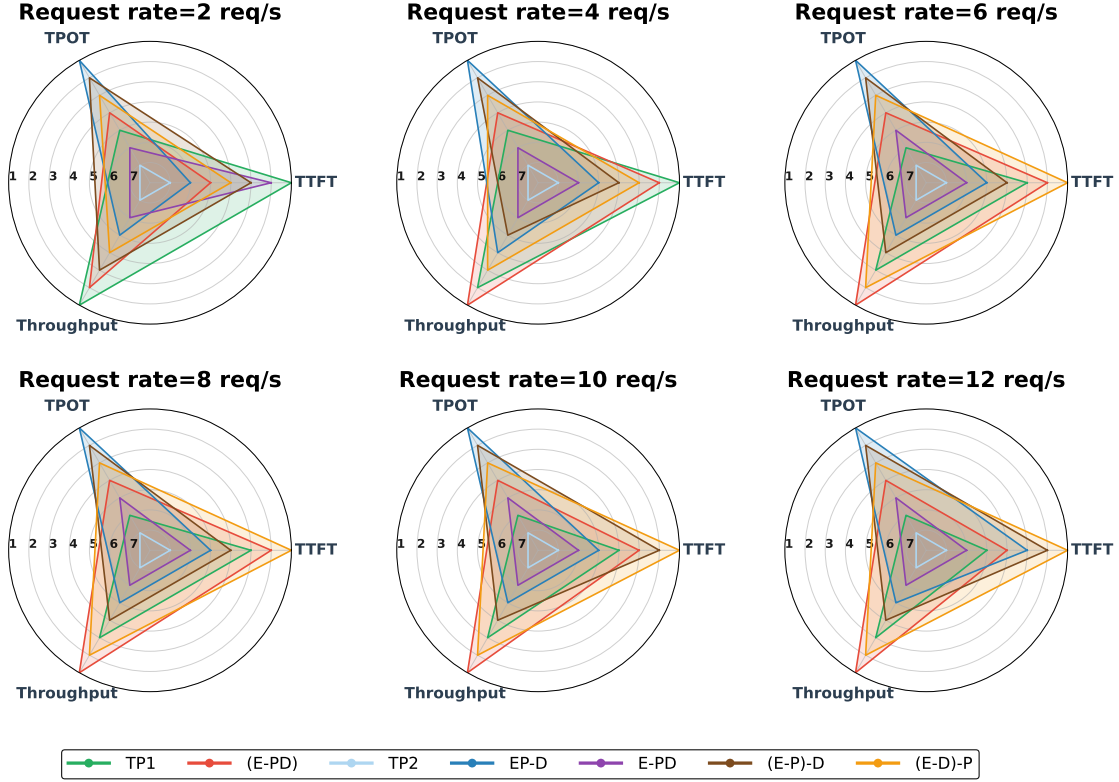 Request rate=2 req/s
Request rate=4 req/s
Request rate=6 req/s
TPOT
TPOT
TPOT
1 2 3 4 5 6 7
TTFT
1 2 3 4 5 6 7
TTFT
1 2 3 4 5 6 7
TTFT
Throughput
Throughput
Throughput
Request rate=8 req/s
Request rate=10 req/s
Request rate=12 req/s
TPOT
TPOT
TPOT
1 2 3 4 5 6 7
TTFT
1 2 3 4 5 6 7
TTFT
1 2 3 4 5 6 7
TTFT
Throughput
Throughput
Throughput
TP1 (E-PD) TP2 EP-D E-PD (E-P)-D (E-D)-P